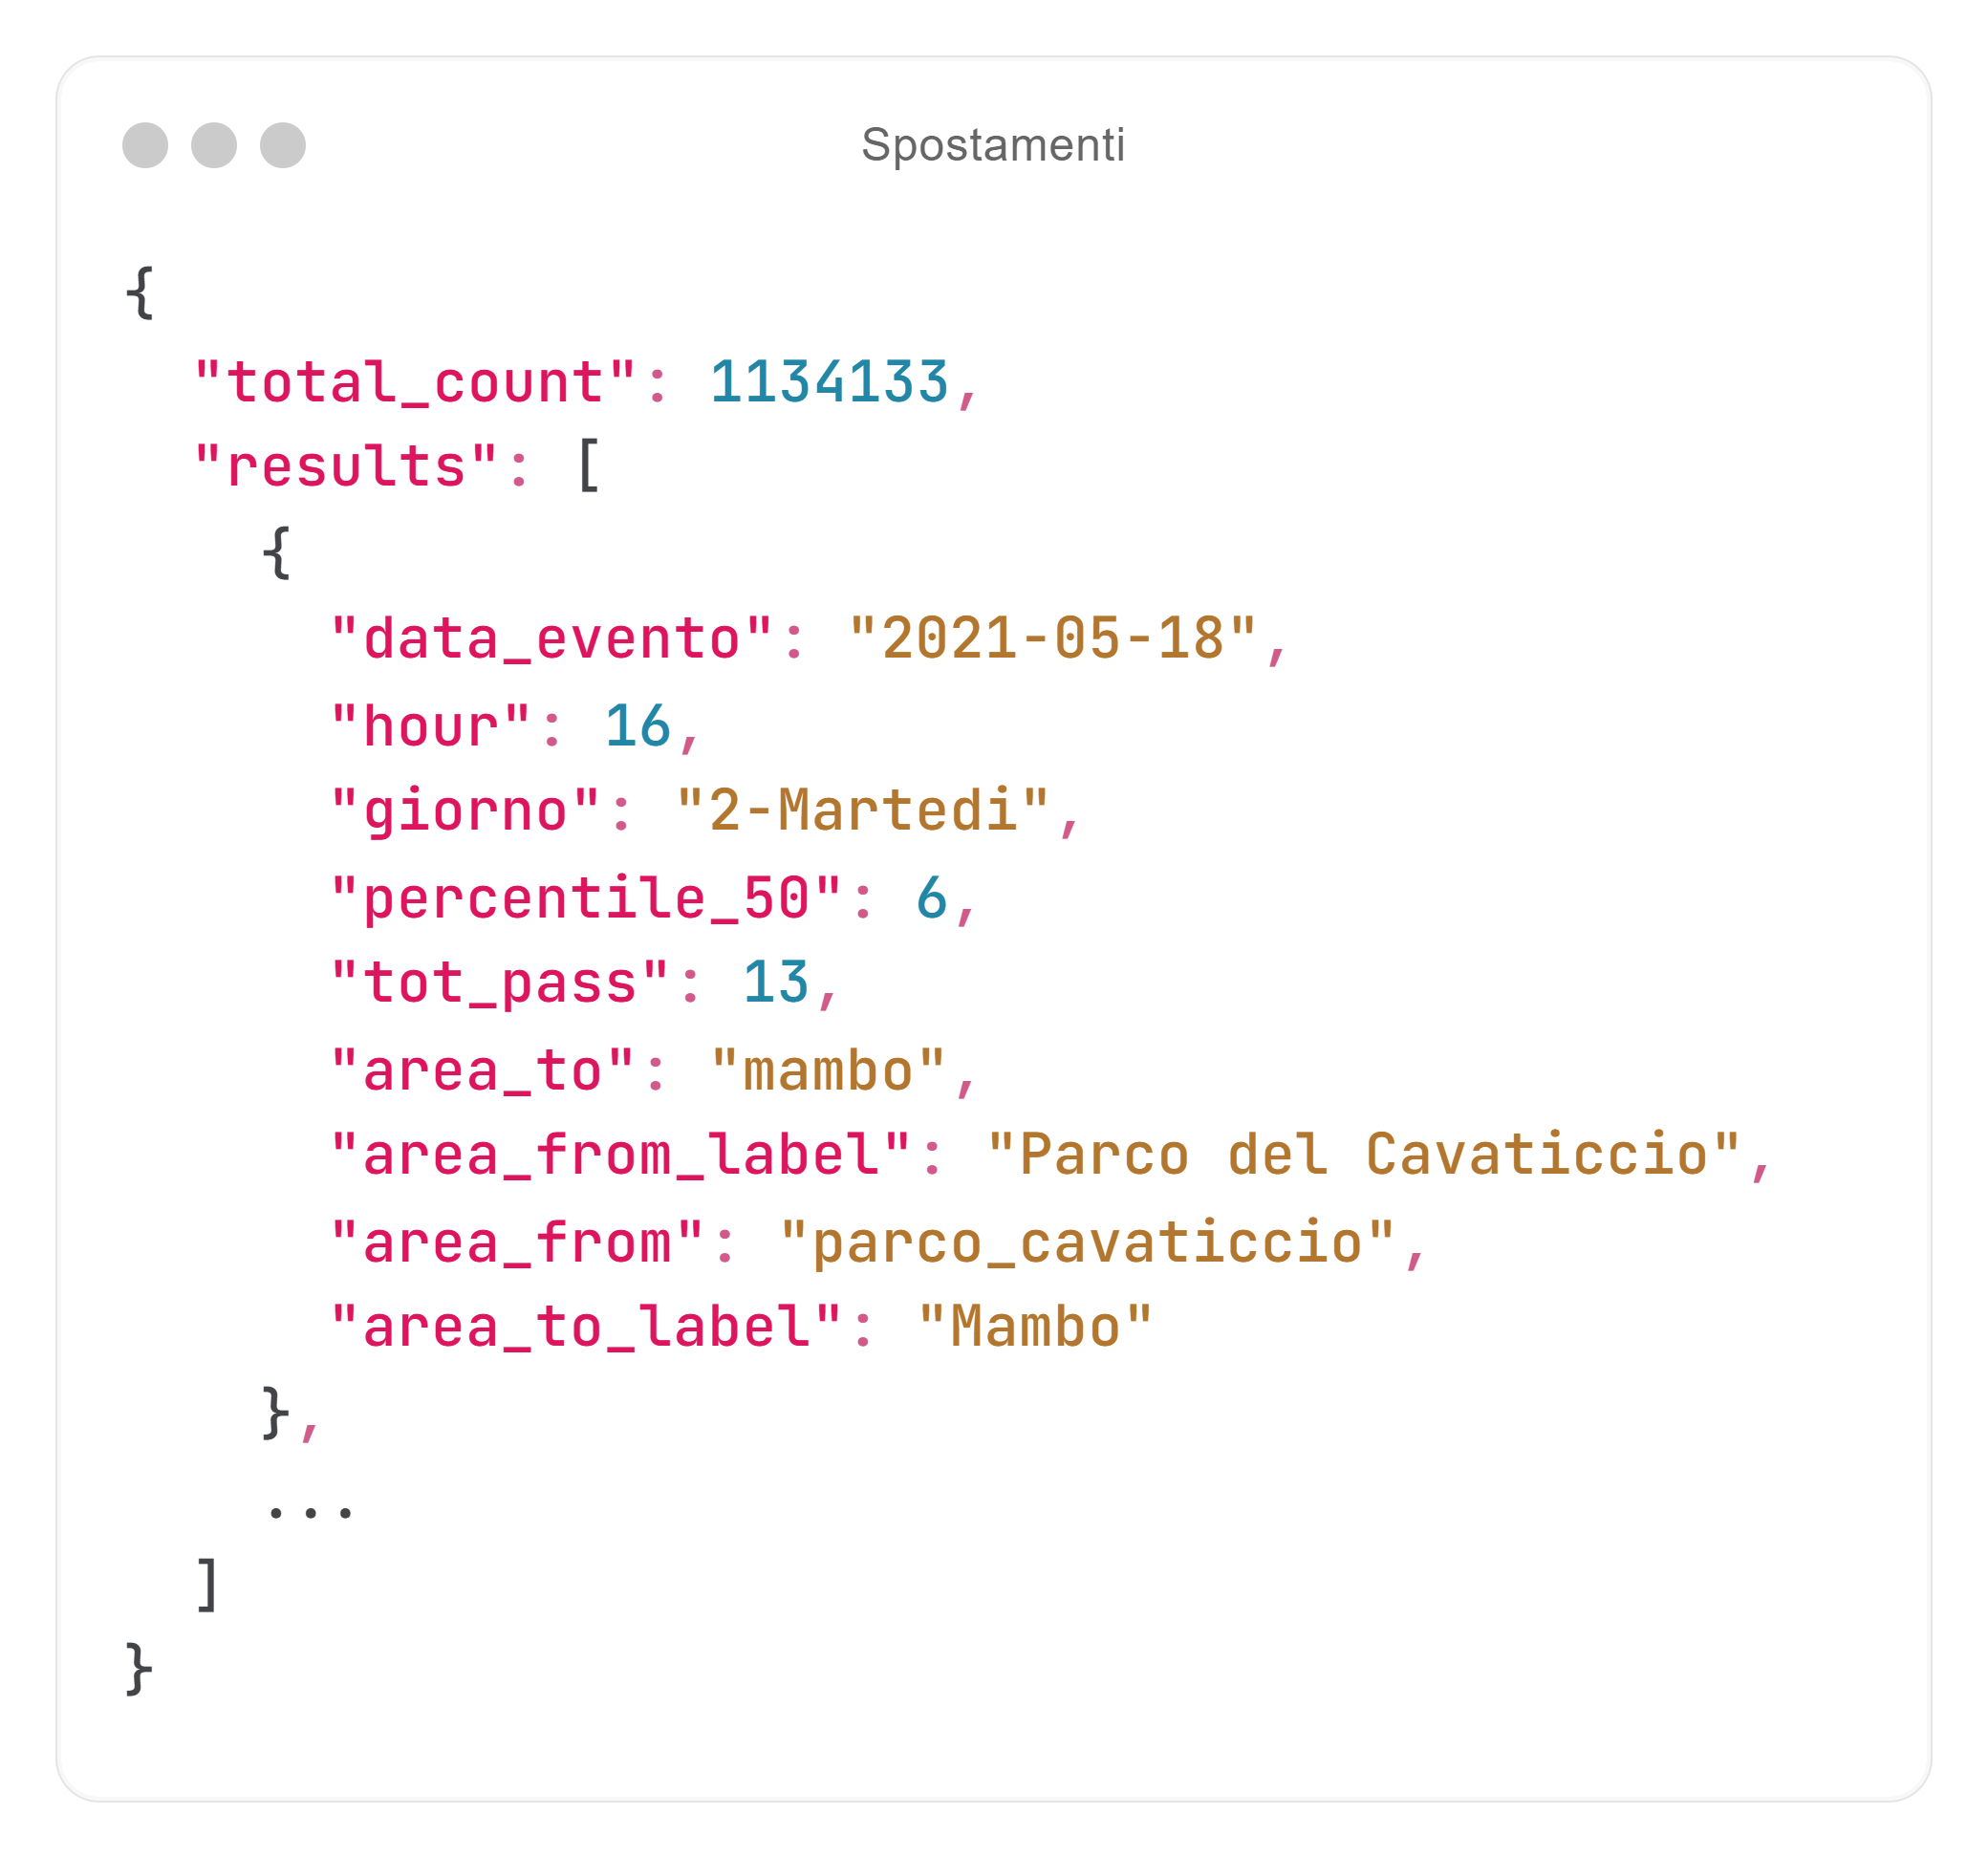 Spostamenti
{
  "total_count": 1134133,
  "results": [
    {
      "data_evento": "2021-05-18",
      "hour": 16,
      "giorno": "2-Martedi",
      "percentile_50": 6,
      "tot_pass": 13,
      "area_to": "mambo",
      "area_from_label": "Parco del Cavaticcio",
      "area_from": "parco_cavaticcio",
      "area_to_label": "Mambo"
    },
    ...
  ]
}